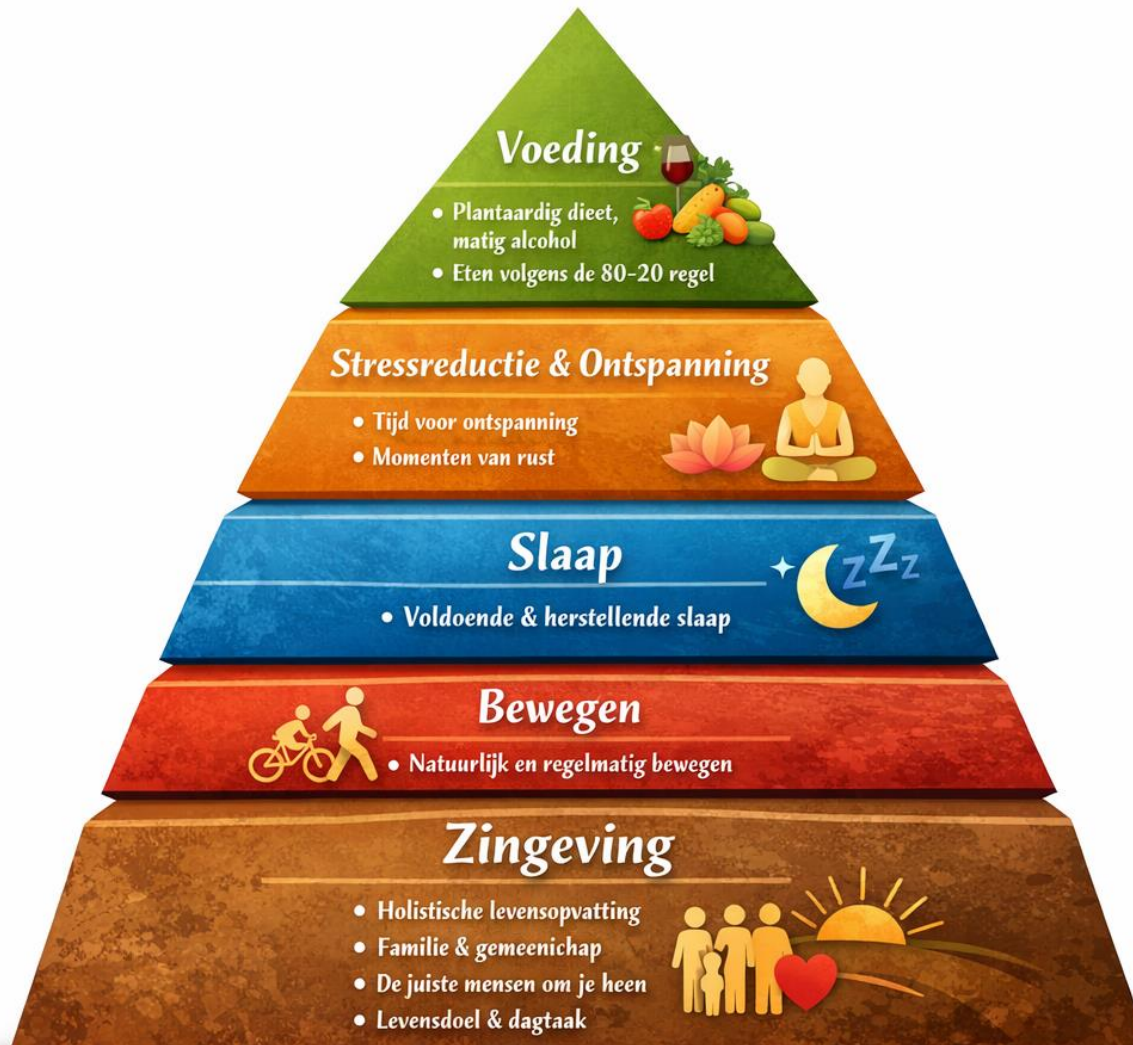 Voeding
• Plantaardig dieet,
matig alcohol
• Eten volgens de 80-20 regel
Stressreductie & Ontspanning
• Tijd voor ontspanning
• Momenten van rust
Slaap
zZz
• Voldoende & herstellende slaap
Bewegen
• Natuurlijk en regelmatig bewegen
Zingeving
• Holistische levensopvatting
• Familie & gemeenichap
• De juiste mensen om je heen
• Levensdoel & dagtaak